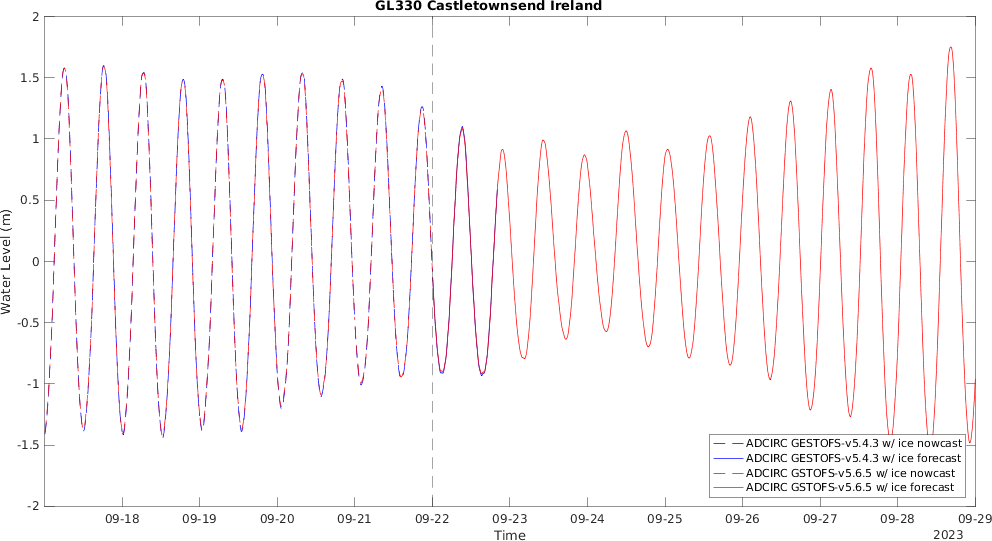 GL330 Castletownsend Ireland
2
1.5
1
0.5
0
-0.5
-1
-1.5
-2
Water Level (m)
ADCIRC GESTOFS-v5.4.3 w/ ice nowcast
ADCIRC GESTOFS-v5.4.3 w/ ice forecast
ADCIRC GSTOFS-v5.6.5 w/ ice nowcast
ADCIRC GSTOFS-v5.6.5 w/ ice forecast
09-18 09-19 09-20 09-21 09-22 09-23 09-24 09-25 09-26 09-27 09-28 09-29
Time
2023